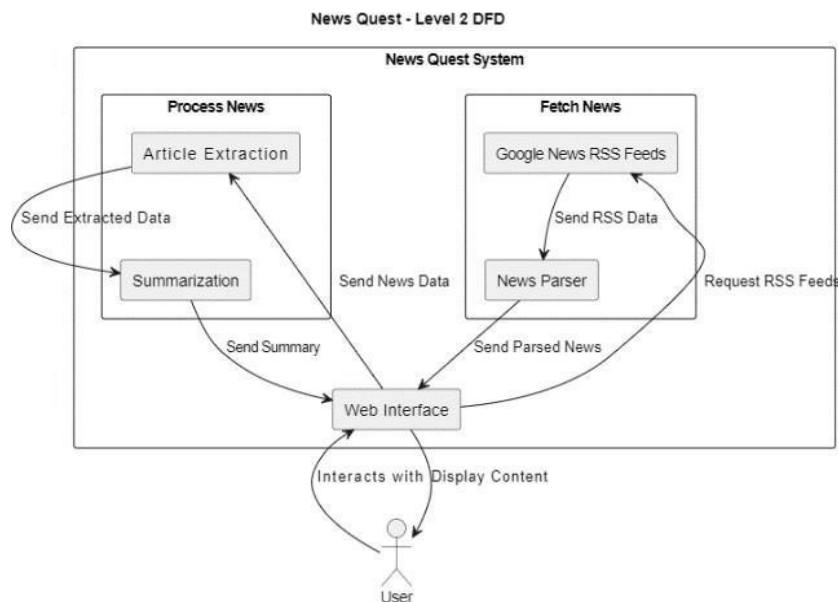 News Quest - Level 2 DFD
News Quest System
Process News
Fetch News
Article Extraction
Google News RSS Feeds
Send Extracted Data
Send RSS Data
Summarization
Send News Data
News Parser
Request RSS Feeds
Send Summary
Send Parsed News
Web Interface
Interacts with
Display Content
User